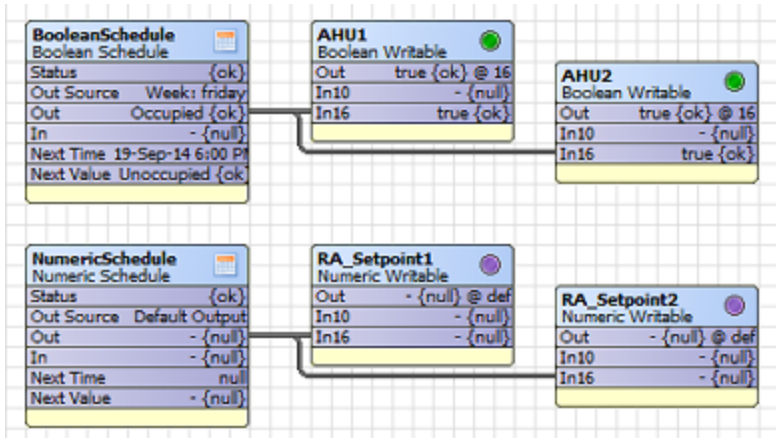 BooleanSchedule
Boolean Schedule
Status {ok}
Out Source Week: friday
Out Occupied {ok}
In - {null}
Next Time 19-Sep-14 6:00 PM
Next Value Unoccupied {ok}
AHU1
Boolean Writable
Out true {ok} @ 16
In10 - {null}
In16 true {ok}
AHU2
Boolean Writable
Out true {ok} @ 16
In10 - {null}
In16 true {ok}
NumericSchedule
Numeric Schedule
Status {ok}
Out Source Default Output
Out - {null}
In - {null}
Next Time null
Next Value - {null}
RA_Setpoint1
Numeric Writable
Out - {null} @ def
In10 - {null}
In16 - {null}
RA_Setpoint2
Numeric Writable
Out - {null} @ def
In10 - {null}
In16 - {null}